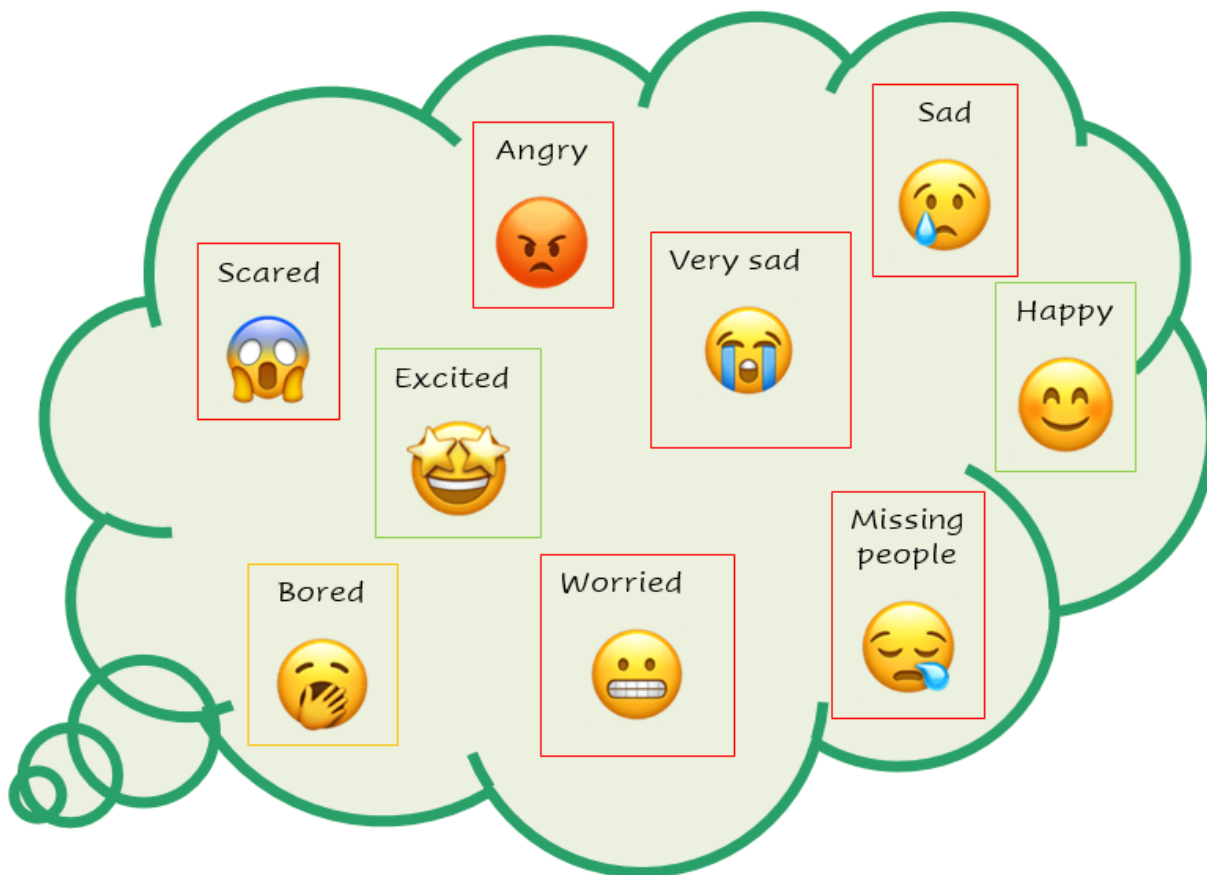 Sad
Angry
Very sad
Scared
Happy
Excited
Missing
people
Worried
Bored